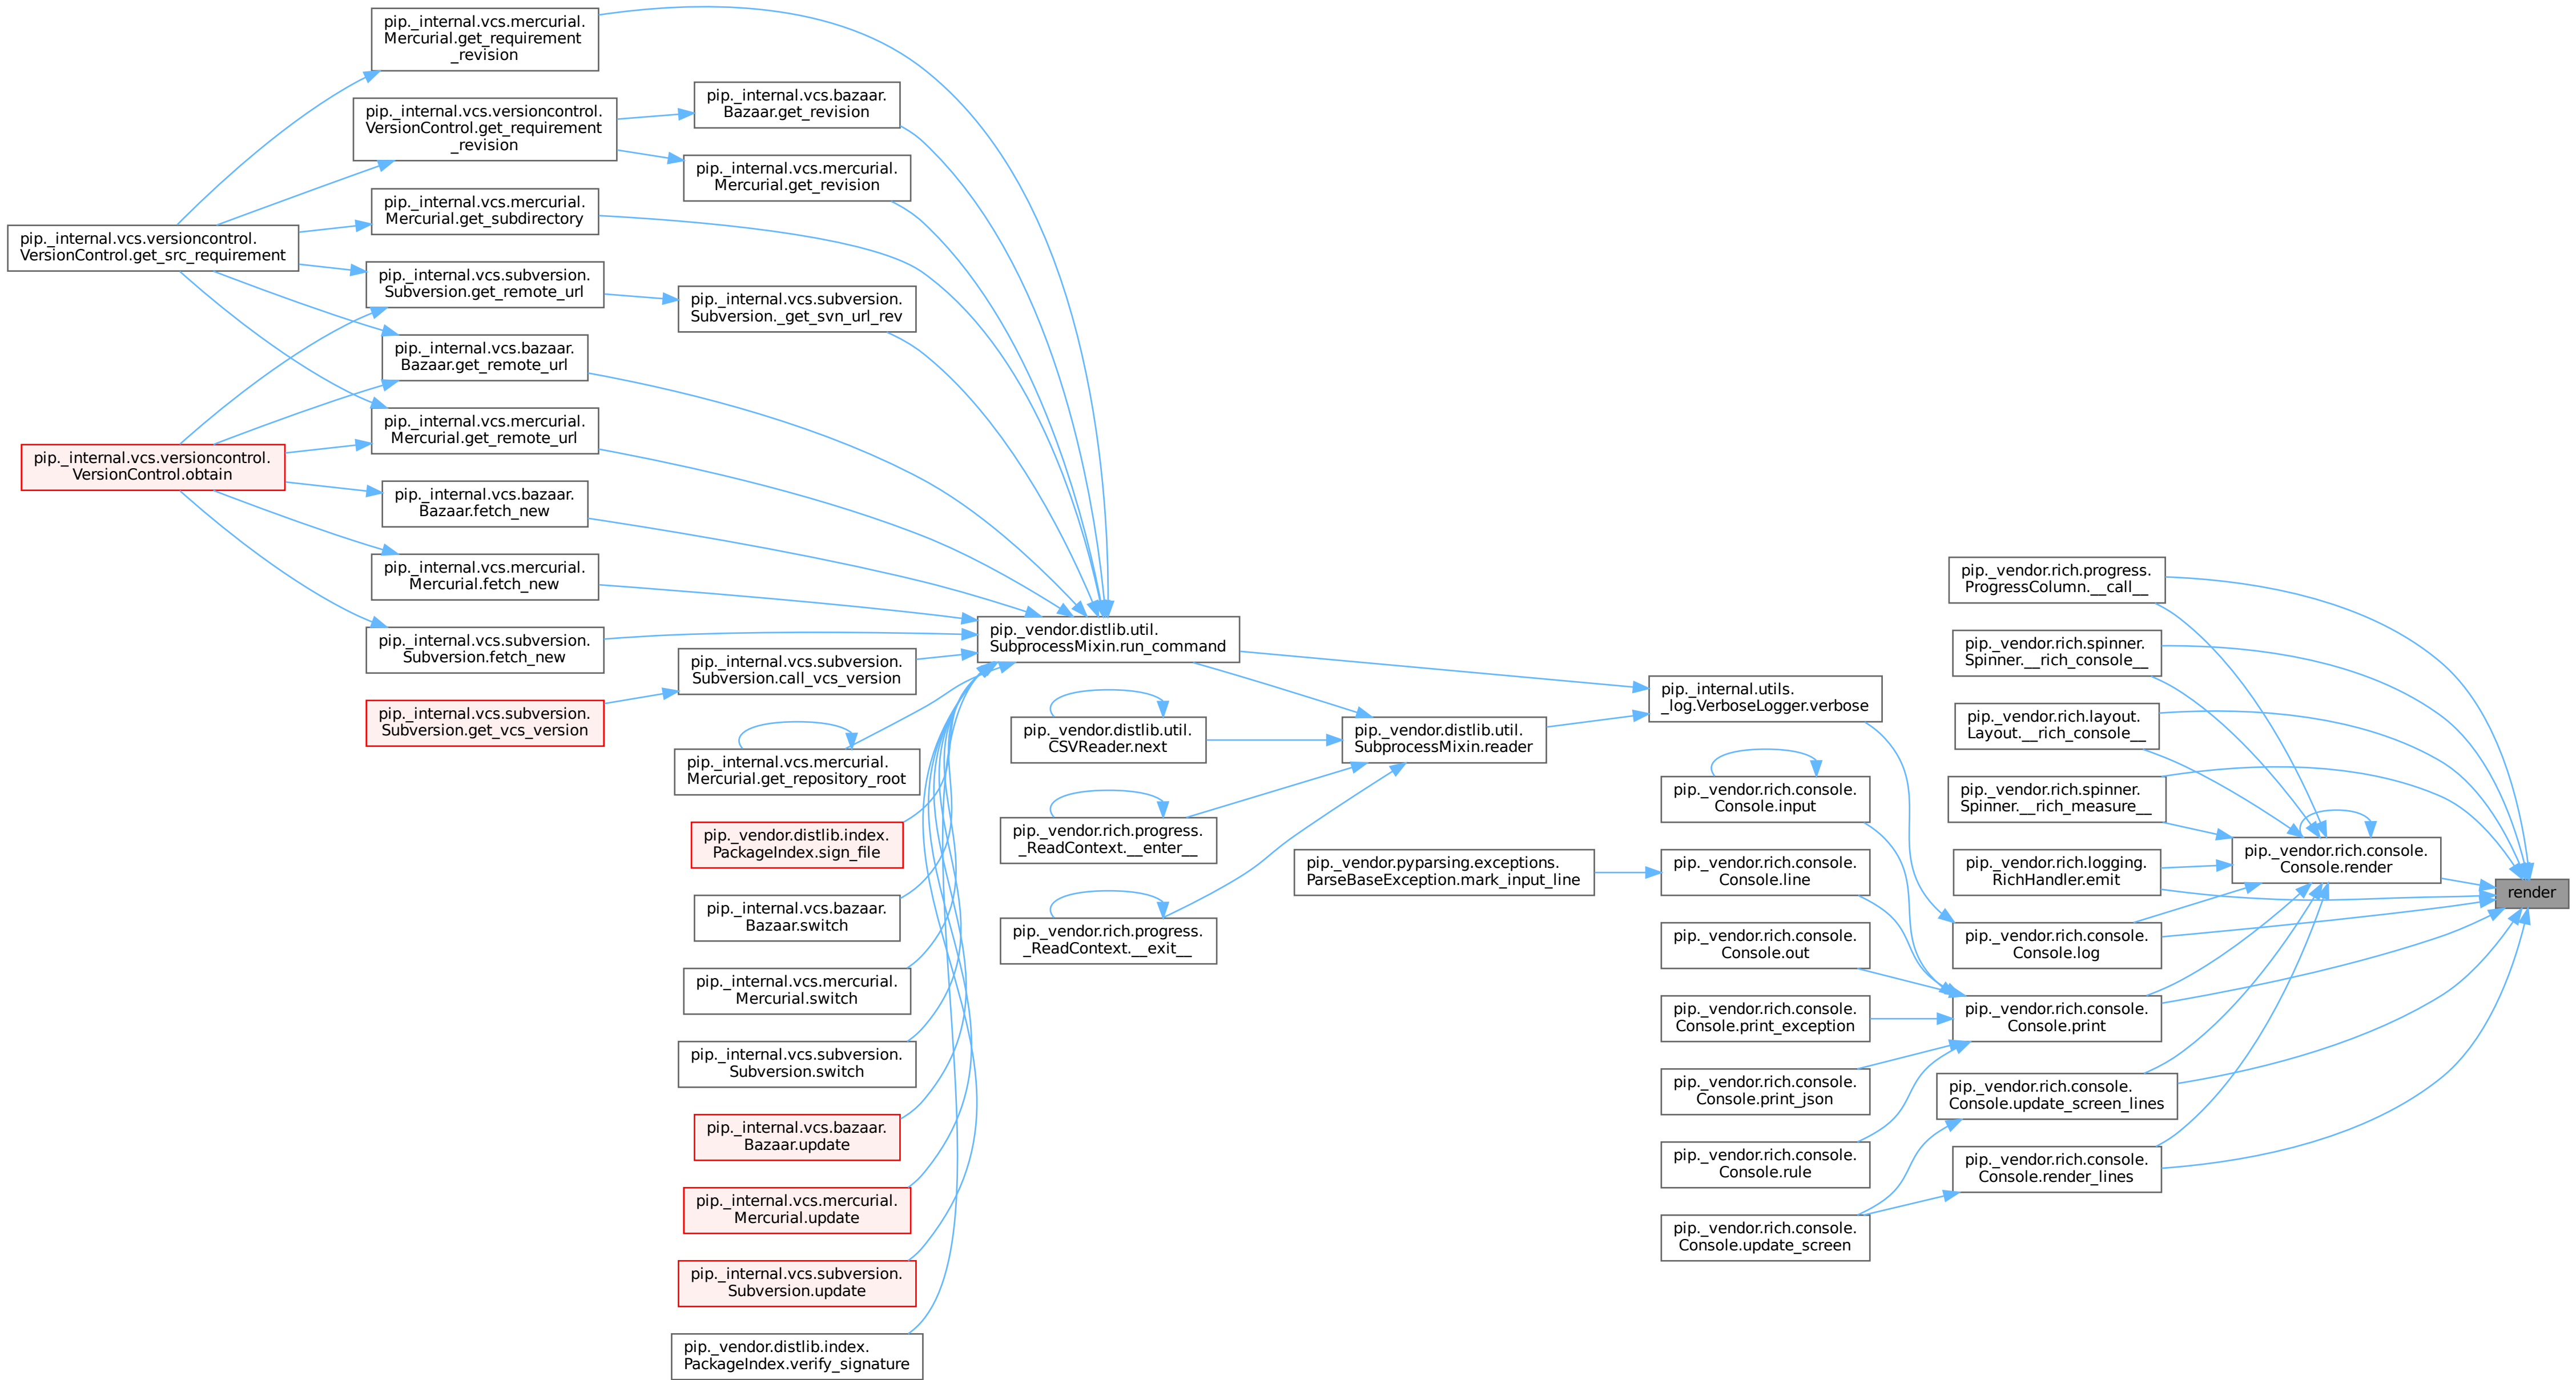 pip._internal.vcs.mercurial.
Mercurial.get_requirement
_revision
pip._internal.vcs.versioncontrol.
VersionControl.get_requirement
_revision
pip._internal.vcs.bazaar.
Bazaar.get_revision
pip._internal.vcs.mercurial.
Mercurial.get_revision
pip._internal.vcs.mercurial.
Mercurial.get_subdirectory
pip._internal.vcs.versioncontrol.
VersionControl.get_src_requirement
pip._internal.vcs.subversion.
Subversion.get_remote_url
pip._internal.vcs.subversion.
Subversion._get_svn_url_rev
pip._internal.vcs.bazaar.
Bazaar.get_remote_url
pip._internal.vcs.mercurial.
Mercurial.get_remote_url
pip._internal.vcs.versioncontrol.
VersionControl.obtain
pip._internal.vcs.bazaar.
Bazaar.fetch_new
pip._internal.vcs.mercurial.
Mercurial.fetch_new
pip._internal.vcs.subversion.
Subversion.fetch_new
pip._internal.vcs.subversion.
Subversion.get_vcs_version
pip._vendor.distlib.util.
SubprocessMixin.run_command
pip._internal.vcs.subversion.
Subversion.call_vcs_version
pip._internal.vcs.mercurial.
Mercurial.get_repository_root
pip._vendor.distlib.index.
PackageIndex.sign_file
pip._internal.vcs.bazaar.
Bazaar.switch
pip._internal.vcs.mercurial.
Mercurial.switch
pip._internal.vcs.subversion.
Subversion.switch
pip._internal.vcs.bazaar.
Bazaar.update
pip._internal.vcs.mercurial.
Mercurial.update
pip._internal.vcs.subversion.
Subversion.update
pip._vendor.distlib.index.
PackageIndex.verify_signature
pip._vendor.distlib.util.
CSVReader.next
pip._vendor.rich.progress.
_ReadContext.__enter__
pip._vendor.rich.progress.
_ReadContext.__exit__
pip._vendor.distlib.util.
SubprocessMixin.reader
pip._vendor.pyparsing.exceptions.
ParseBaseException.mark_input_line
pip._internal.utils.
_log.VerboseLogger.verbose
pip._vendor.rich.console.
Console.input
pip._vendor.rich.console.
Console.line
pip._vendor.rich.console.
Console.out
pip._vendor.rich.console.
Console.print_exception
pip._vendor.rich.console.
Console.print_json
pip._vendor.rich.console.
Console.rule
pip._vendor.rich.console.
Console.update_screen
pip._vendor.rich.progress.
ProgressColumn.__call__
pip._vendor.rich.spinner.
Spinner.__rich_console__
pip._vendor.rich.layout.
Layout.__rich_console__
pip._vendor.rich.spinner.
Spinner.__rich_measure__
pip._vendor.rich.logging.
RichHandler.emit
pip._vendor.rich.console.
Console.log
pip._vendor.rich.console.
Console.print
pip._vendor.rich.console.
Console.update_screen_lines
pip._vendor.rich.console.
Console.render_lines
pip._vendor.rich.console.
Console.render
render